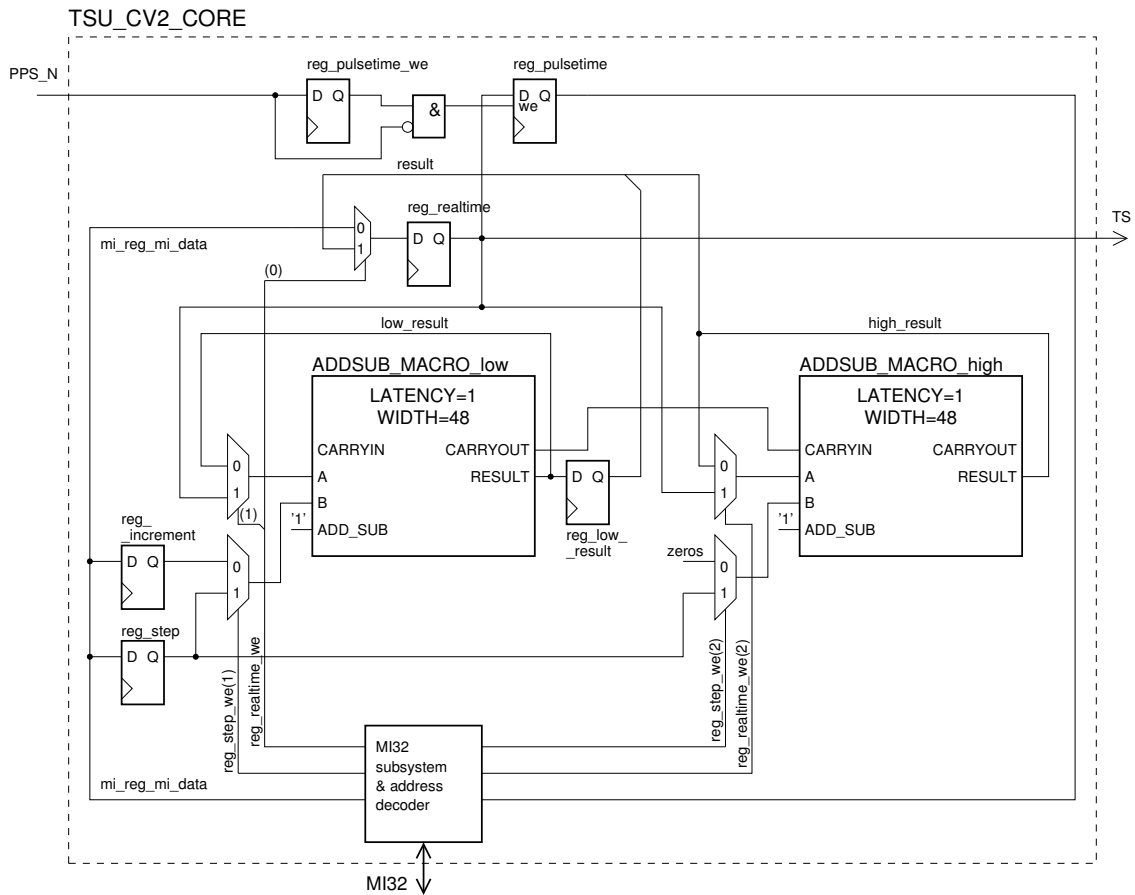 TSU_CV2_CORE
PPS_N
reg_pulsetime_we
D Q
&
reg_pulsetime
D Q
we
result
reg_realtime
0
1
D Q
mi_reg_mi_data
(0)
TS
low_result
high_result
ADDSUB_MACRO_low
LATENCY=1
WIDTH=48
CARRYIN
CARRYOUT
A
RESULT
B
'1'
ADD_SUB
0
1
(1)
D Q
reg_low_
_result
ADDSUB_MACRO_high
LATENCY=1
WIDTH=48
CARRYIN
CARRYOUT
A
RESULT
B
'1'
ADD_SUB
0
1
reg_
_increment
D Q
0
1
zeros
0
1
reg_step
D Q
reg_step_we(1)
reg_realtime_we
reg_step_we(2)
reg_realtime_we(2)
MI32
subsystem
& address
decoder
mi_reg_mi_data
MI32